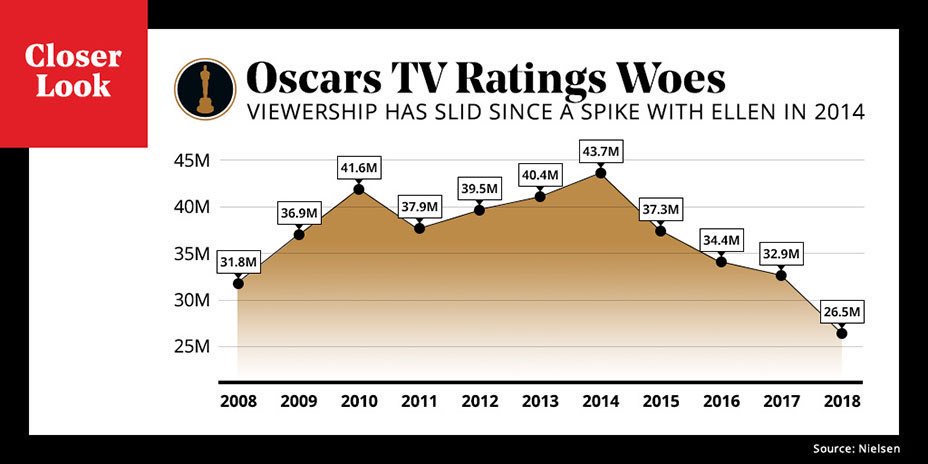 Closer
Look
Oscars TV Ratings Woes
VIEWERSHIP HAS SLID SINCE A SPIKE WITH ELLEN IN 2014
45M
40M
35M
30M
25M
31.8M
36.9M
41.6M
37.9M
39.5M
40.4M
43.7M
37.3M
34.4M
32.9M
26.5M
2008 2009 2010 2011 2012 2013 2014 2015 2016 2017 2018
Source: Nielsen